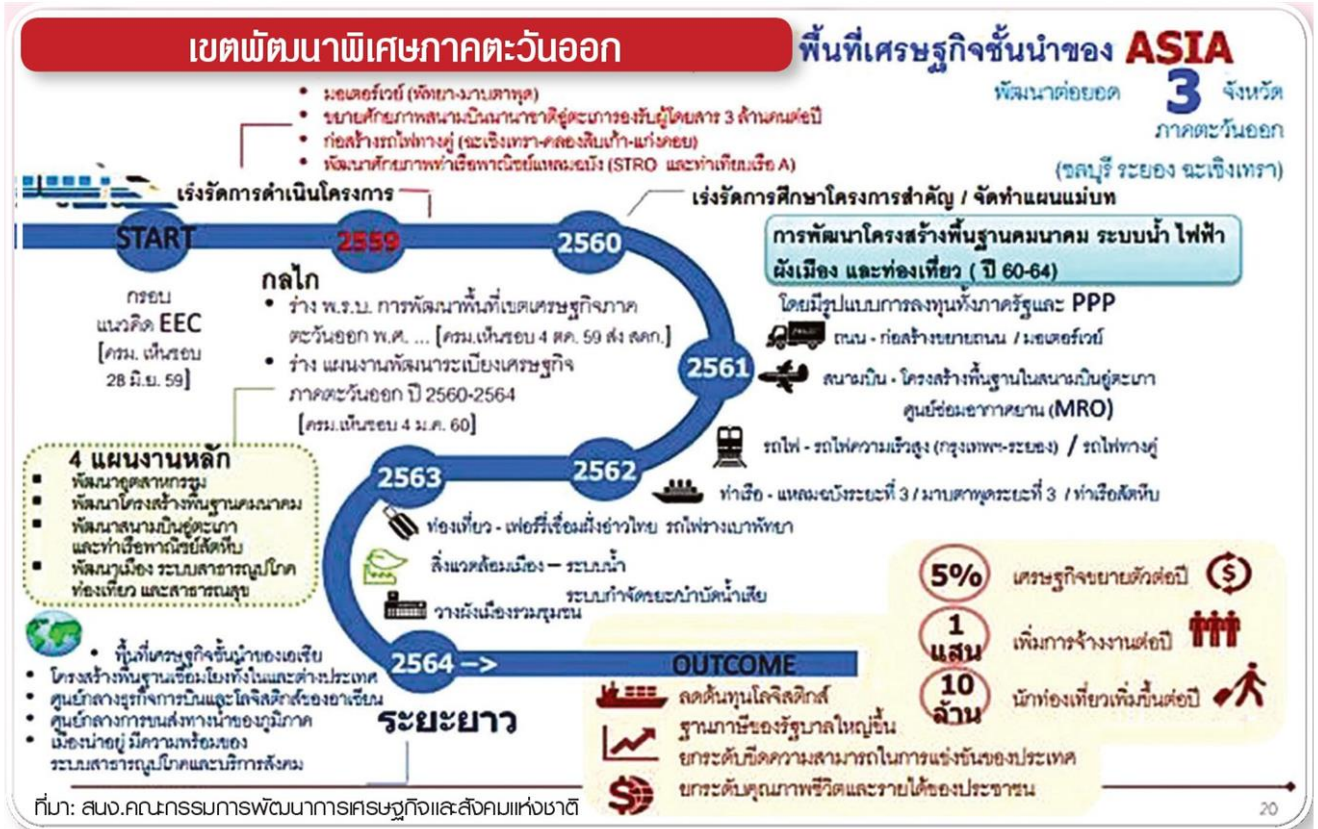 เขตพัฒนาพิเศษภาคตะวันออก
พื้นที่เศรษฐกิจชั้นนำของ ASIA
พัฒนาต่อยอด 3 จังหวัด
ภาคตะวันออก
(ชลบุรี ระยอง ฉะเชิงเทรา)
• มอเตอร์เวย์ (พัทยา-มาบตาพุด)
• ขยายศักยภาพสนามบินนานาชาติอู่ตะเภารองรับผู้โดยสาร 3 ล้านคนต่อปี
• ก่อสร้างรถไฟทางคู่ (ฉะเชิงเทรา-คลองสิบเก้า-แก่งคอย)
• พัฒนาศักยภาพท่าเรือพาณิชย์แหลมฉบัง (STRO และท่าเทียบเรือ A)
เร่งรัดการดำเนินโครงการ
เร่งรัดการศึกษาโครงการสำคัญ / จัดทำแผนแม่บท
START
2559
2560
กรอบ
แนวคิด EEC
[ครม. เห็นชอบ
28 มิ.ย. 59]
กลไก
• ร่าง พ.ร.บ. การพัฒนาพื้นที่เขตเศรษฐกิจภาค
ตะวันออก พ.ศ. ... [ครม.เห็นชอบ 4 ตค. 59 ส่ง สคก.]
• ร่าง แผนงานพัฒนาระเบียงเศรษฐกิจ
ภาคตะวันออก ปี 2560-2564
[ครม.เห็นชอบ 4 ม.ค. 60]
การพัฒนาโครงสร้างพื้นฐานคมนาคม ระบบน้ำ ไฟฟ้า
ผังเมือง และท่องเที่ยว ( ปี 60-64)
โดยมีรูปแบบการลงทุนทั้งภาครัฐและ PPP
ถนน - ก่อสร้างขยายถนน / มอเตอร์เวย์
2561
สนามบิน - โครงสร้างพื้นฐานในสนามบินอู่ตะเภา
ศูนย์ซ่อมอากาศยาน (MRO)
รถไฟ - รถไฟความเร็วสูง (กรุงเทพฯ-ระยอง) / รถไฟทางคู่
2562
ท่าเรือ - แหลมฉบังระยะที่ 3 / มาบตาพุดระยะที่ 3 / ท่าเรือสัตหีบ
2563
ท่องเที่ยว - เฟอร์รี่เชื่อมฝั่งอ่าวไทย รถไฟรางเบาพัทยา
สิ่งแวดล้อมเมือง – ระบบน้ำ
ระบบกำจัดขยะ/บำบัดน้ำเสีย
วางผังเมืองรวมชุมชน
4 แผนงานหลัก
▪ พัฒนาอุตสาหกรรม
▪ พัฒนาโครงสร้างพื้นฐานคมนาคม
▪ พัฒนาสนามบินอู่ตะเภา
และท่าเรือพาณิชย์สัตหีบ
▪ พัฒนาเมือง ระบบสาธารณูปโภค
ท่องเที่ยว และสาธารณสุข
2564 –>
OUTCOME
• พื้นที่เศรษฐกิจชั้นนำของเอเชีย
• โครงสร้างพื้นฐานเชื่อมโยงทั้งในและต่างประเทศ
• ศูนย์กลางธุรกิจการบินและโลจิสติกส์ของอาเซียน
• ศูนย์กลางการขนส่งทางน้ำของภูมิภาค
• เมืองน่าอยู่ มีความพร้อมของ
ระบบสาธารณูปโภคและบริการสังคม
ระยะยาว
5% เศรษฐกิจขยายตัวต่อปี
1 แสน เพิ่มการจ้างงานต่อปี
10 ล้าน นักท่องเที่ยวเพิ่มขึ้นต่อปี
ลดต้นทุนโลจิสติกส์
ฐานภาษีของรัฐบาลใหญ่ขึ้น
ยกระดับขีดความสามารถในการแข่งขันของประเทศ
ยกระดับคุณภาพชีวิตและรายได้ของประชาชน
ที่มา: สนง.คณะกรรมการพัฒนาการเศรษฐกิจและสังคมแห่งชาติ
20